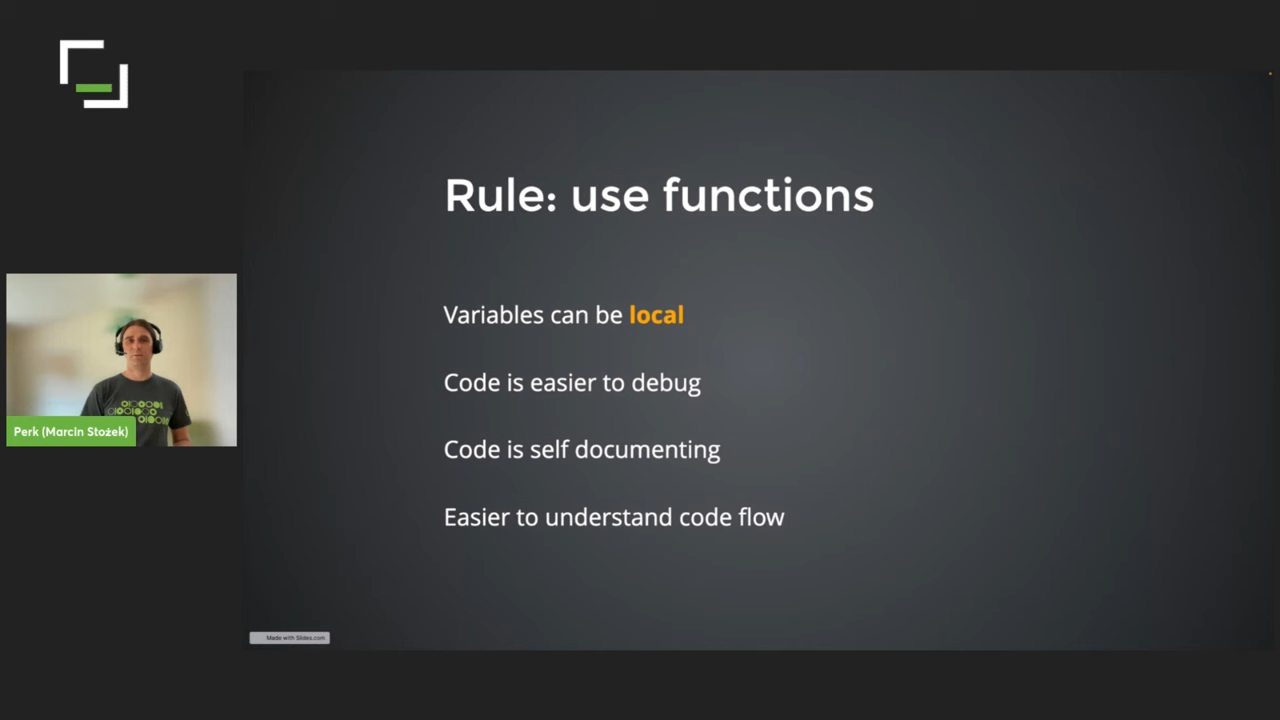 Rule: use functions
Variables can be local
Code is easier to debug
Code is self documenting
Easier to understand code flow
Perk (Marcin Stożek)
Made with Slides.com